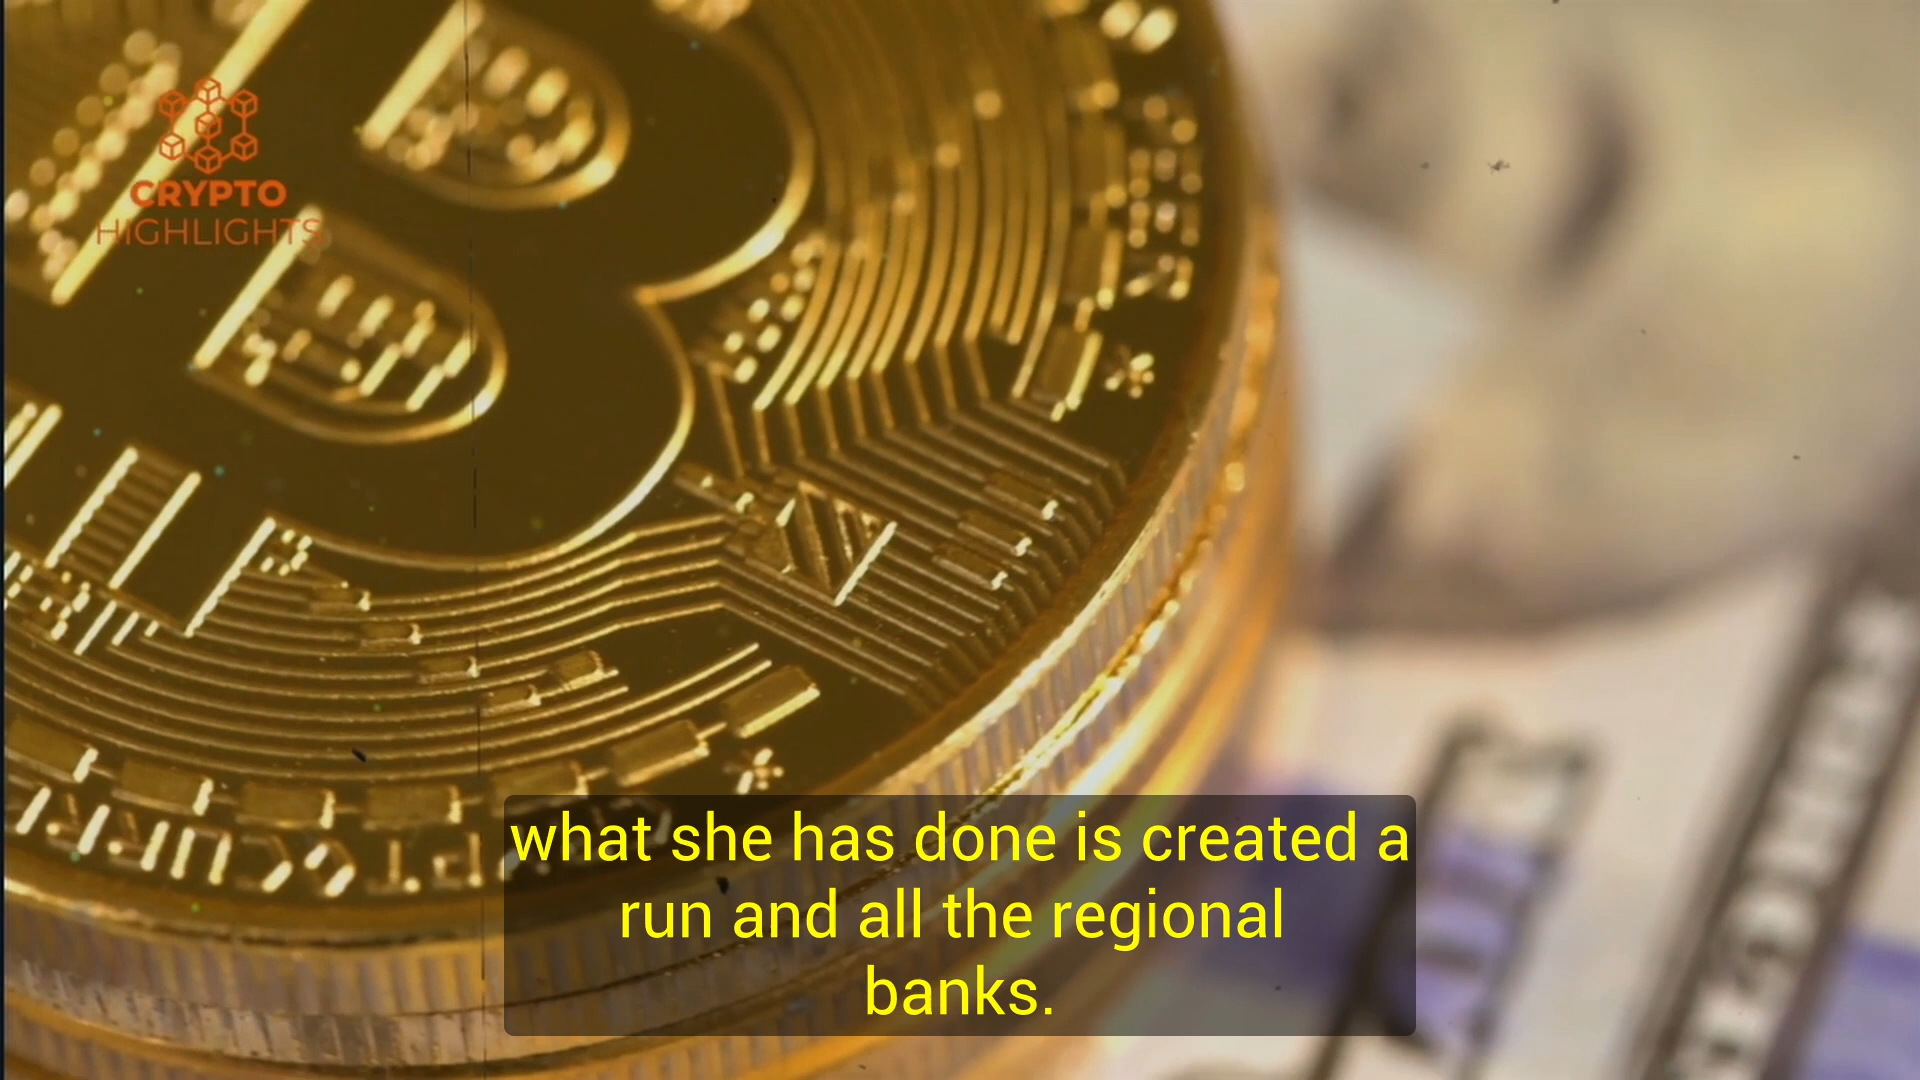 CRYPTO
HIGHLIGHTS
what she has done is created a
run and all the regional
banks.